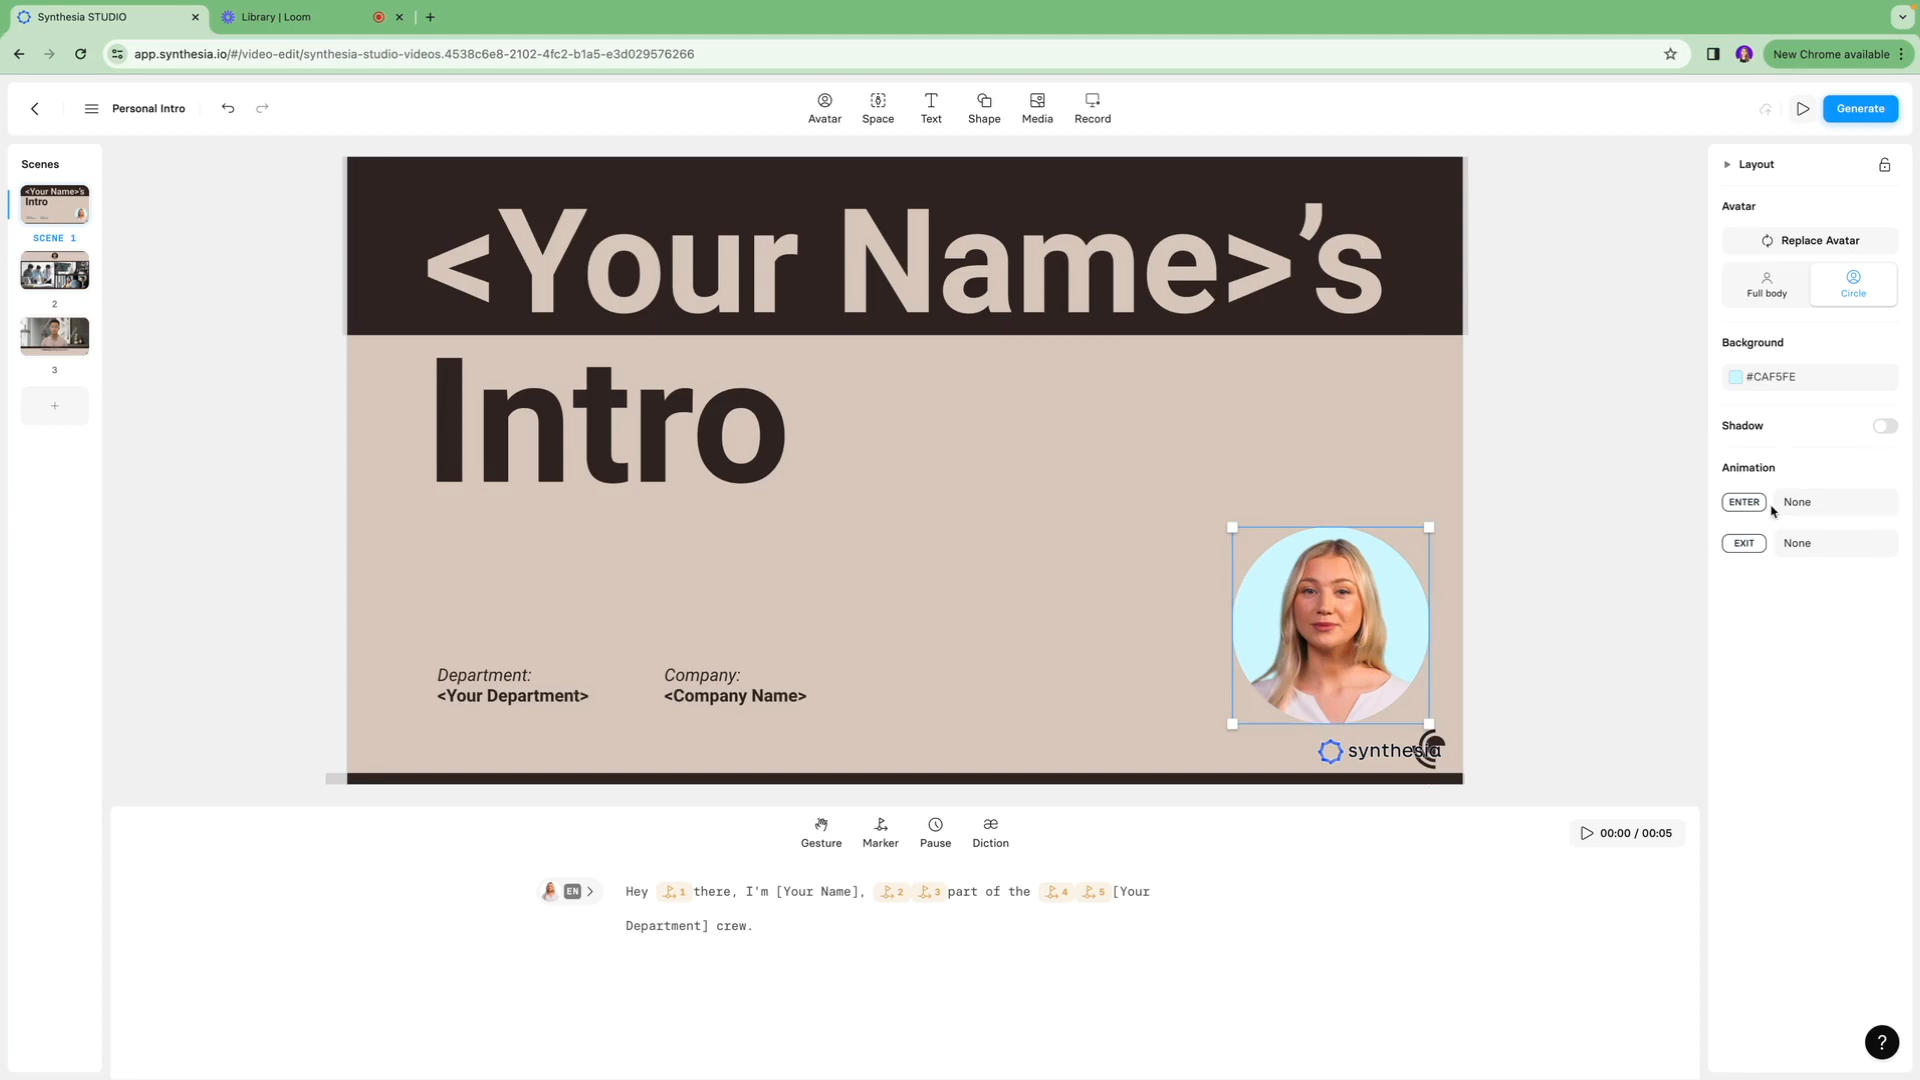 Synthesia STUDIO
Library | Loom
app.synthesia.io/#/video-edit/synthesia-studio-videos.4538c6e8-2102-4fc2-b1a5-e3d029576266
New Chrome available
Personal Intro
Avatar
Space
Text
Shape
Media
Record
Generate
Scenes
<Your Name>'s
Intro
SCENE 1
2
3
+
<Your Name>’s
Intro
Department:
<Your Department>
Company:
<Company Name>
synthesia
Layout
Avatar
Replace Avatar
Full body
Circle
Background
#CAF5FE
Shadow
Animation
ENTER
None
EXIT
None
Gesture
Marker
Pause
Diction
00:00 / 00:05
EN
Hey 1 there, I'm [Your Name], 2 3 part of the 4 5 [Your
Department] crew.
?